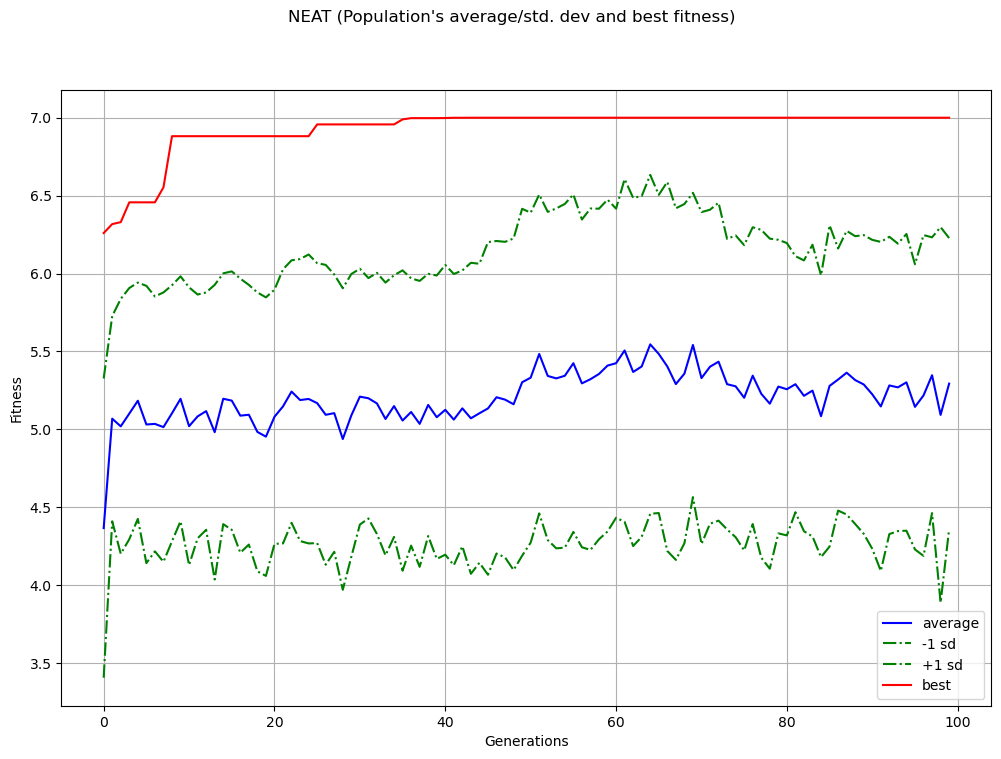 NEAT (Population's average/std. dev and best fitness)
7.0
6.5
6.0
5.5
5.0
4.5
4.0
3.5
Fitness
0
20
40
60
80
100
Generations
average
-1 sd
+1 sd
best